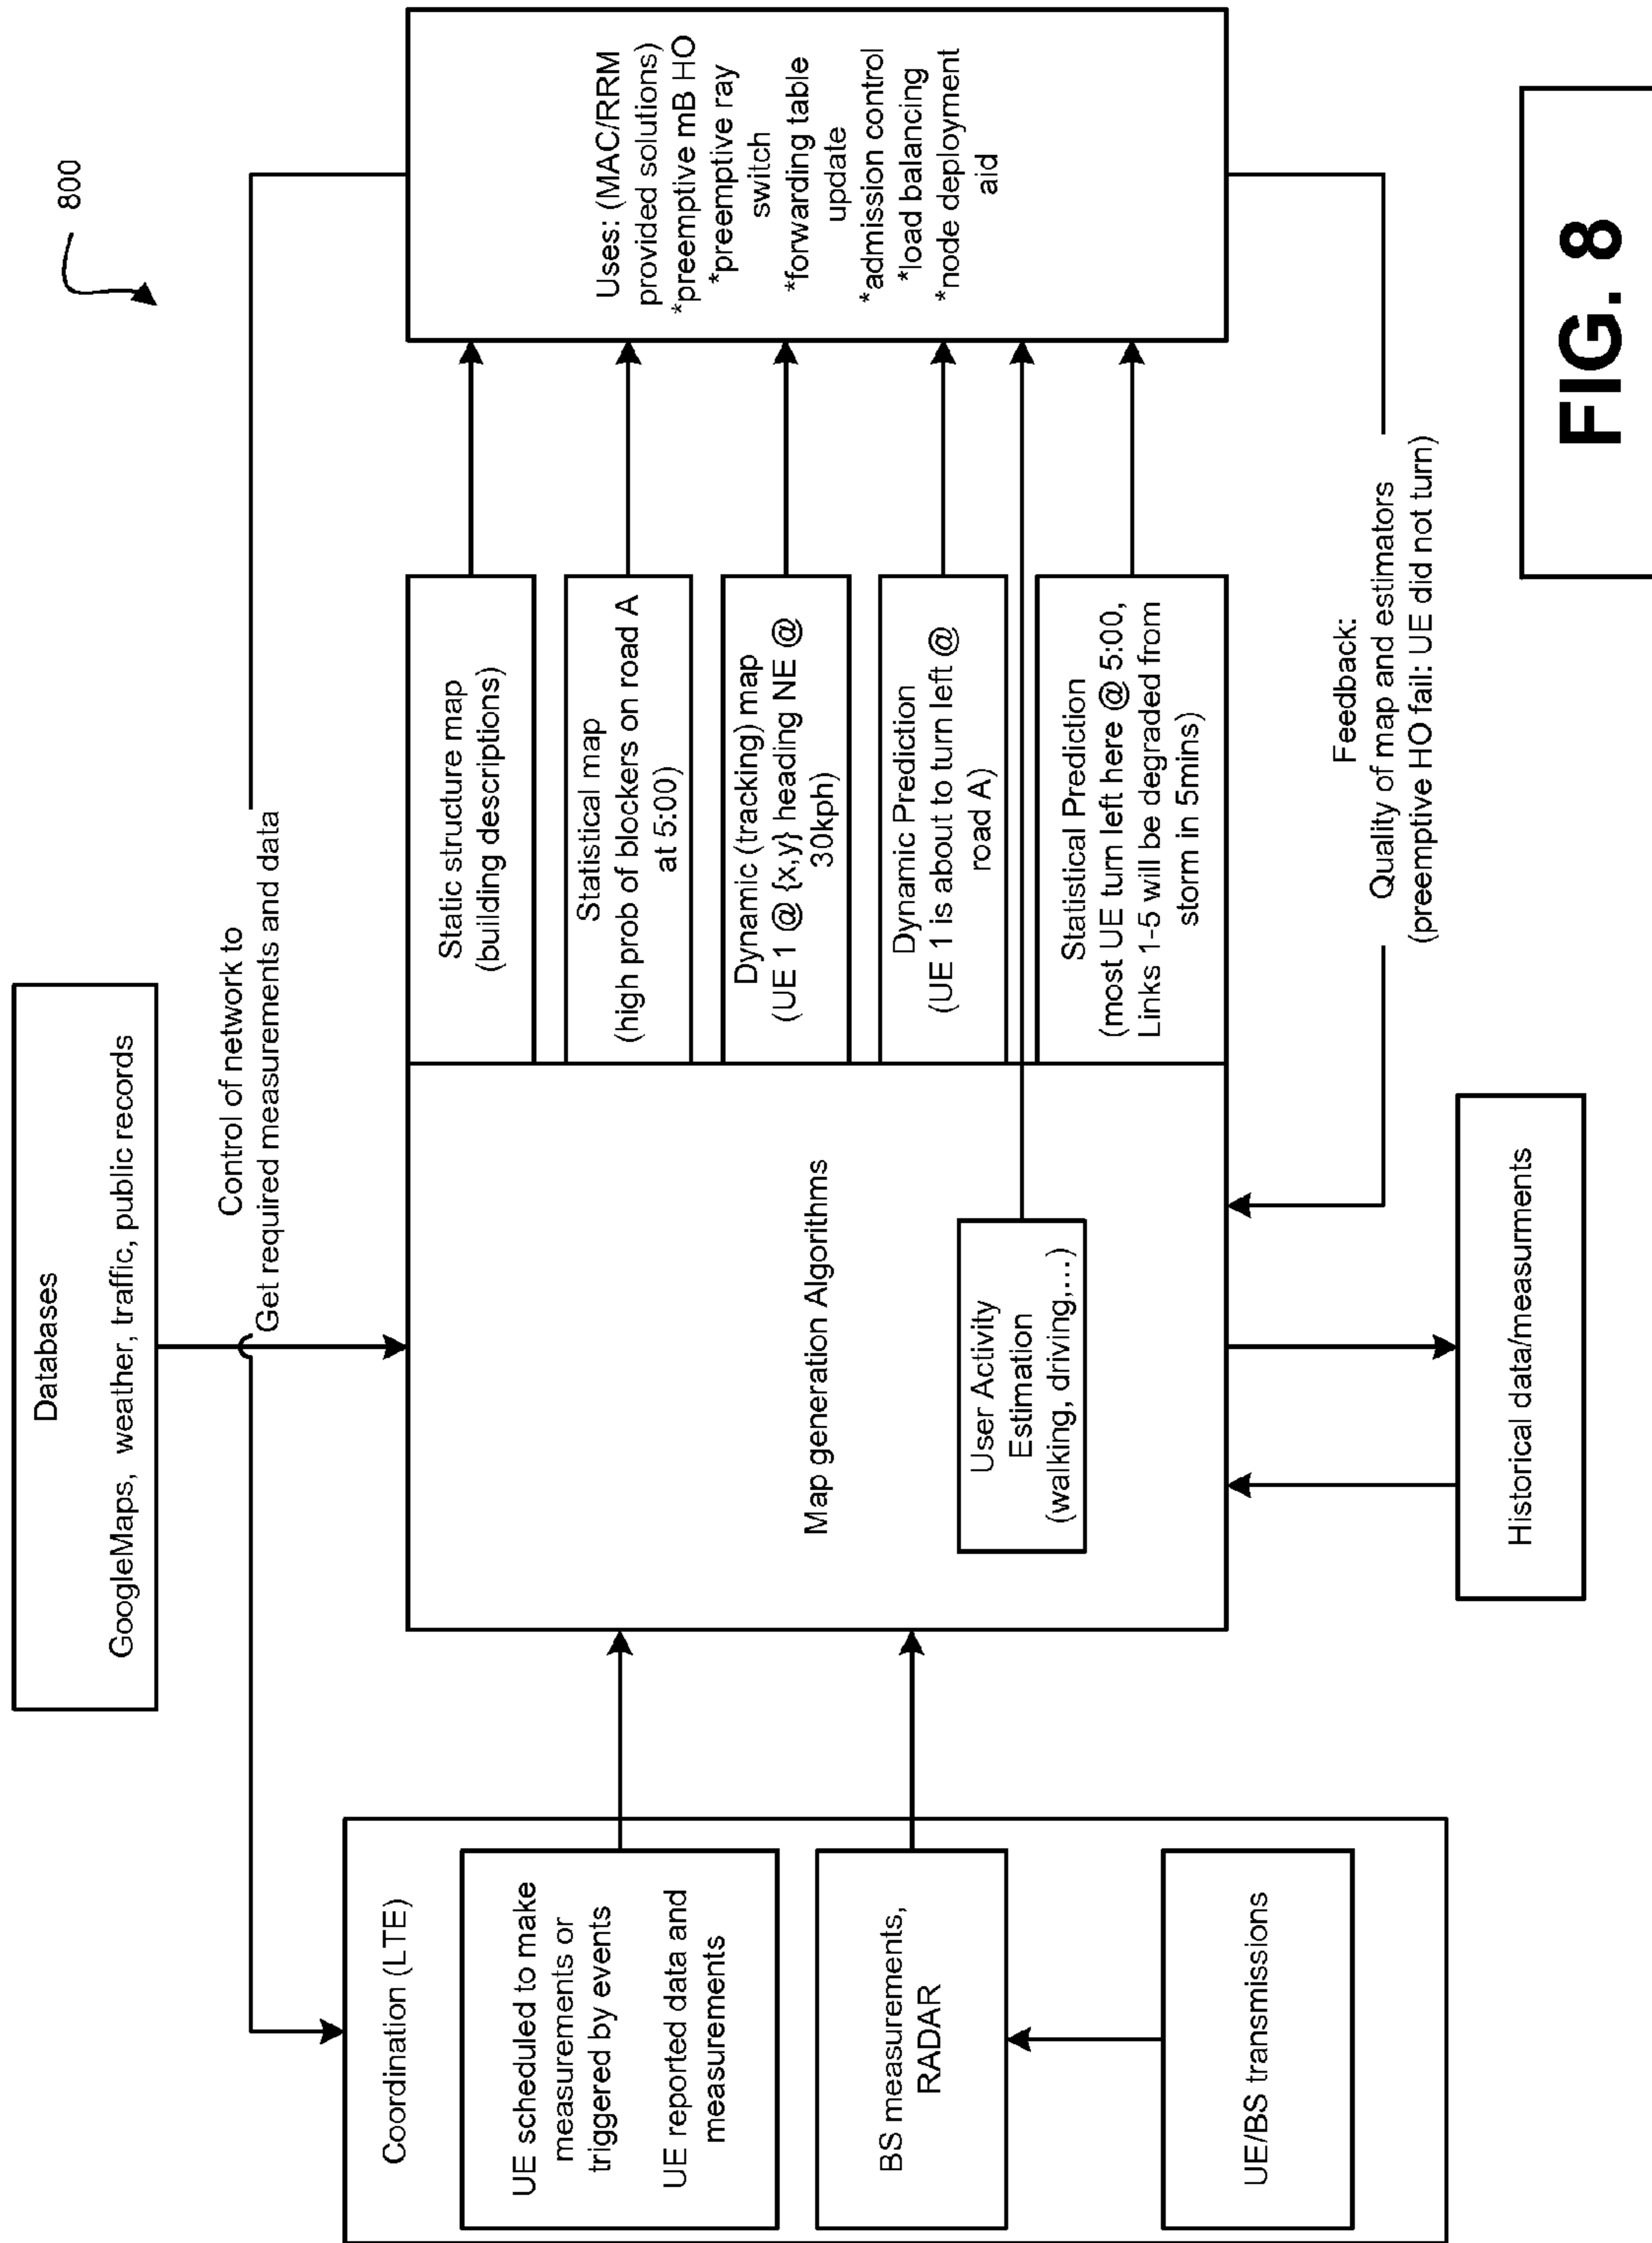 800
Databases
GoogleMaps, weather, traffic, public records
Control of network to
Get required measurements and data
Coordination (LTE)
UE scheduled to make
measurements or
triggered by events
UE reported data and
measurements
BS measurements,
RADAR
UE/BS transmissions
Map generation Algorithms
User Activity
Estimation
(walking, driving,...)
Static structure map
(building descriptions)
Statistical map
(high prob of blockers on road A
at 5:00)
Dynamic (tracking) map
(UE 1 @ {x,y} heading NE @
30kph)
Dynamic Prediction
(UE 1 is about to turn left @
road A)
Statistical Prediction
(most UE turn left here @ 5:00,
Links 1-5 will be degraded from
storm in 5mins)
Uses: (MAC/RRM
provided solutions)
*preemptive mB HO
*preemptive ray
switch
*forwarding table
update
*admission control
*load balancing
*node deployment
aid
Feedback:
Quality of map and estimators
(preemptive HO fail: UE did not turn)
Historical data/measurments
FIG. 8